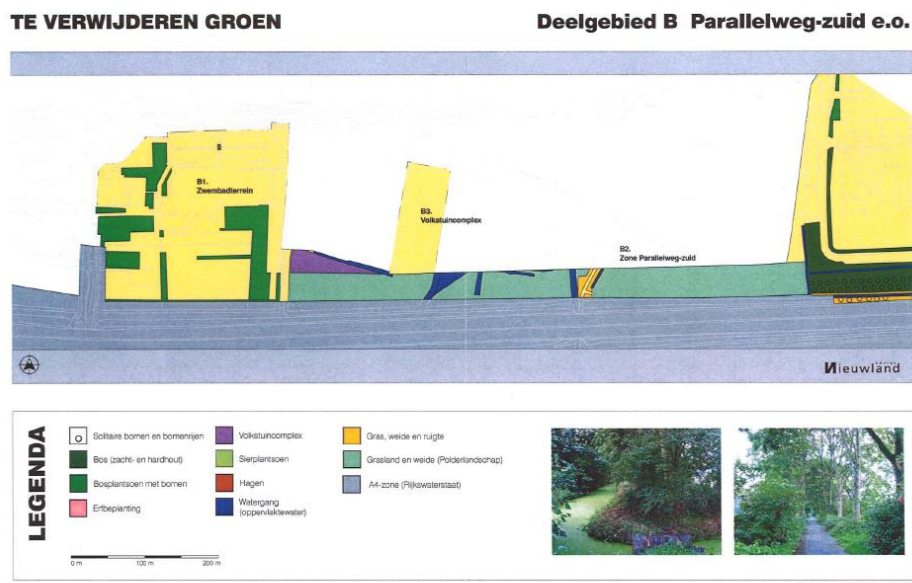 TE VERWIJDEREN GROEN
Deelgebied B Parallelweg-zuid e.o.
B1.
Zwembadterrein
B3.
Volkstuincomplex
B2.
Zone Parallelweg-zuid
Nieuwland
LEGENDA
Solitaire bomen en bomenrijen
Bos (zacht- en hardhout)
Bosplantsoen met bomen
Erfbeplanting
Volkstuincomplex
Sierplantsoen
Hagen
Watergang
(oppervlaktewater)
Gras, weide en ruigte
Grasland en weide (Polderlandschap)
A4-zone (Rijkswaterstaat)
0 m
100 m
200 m